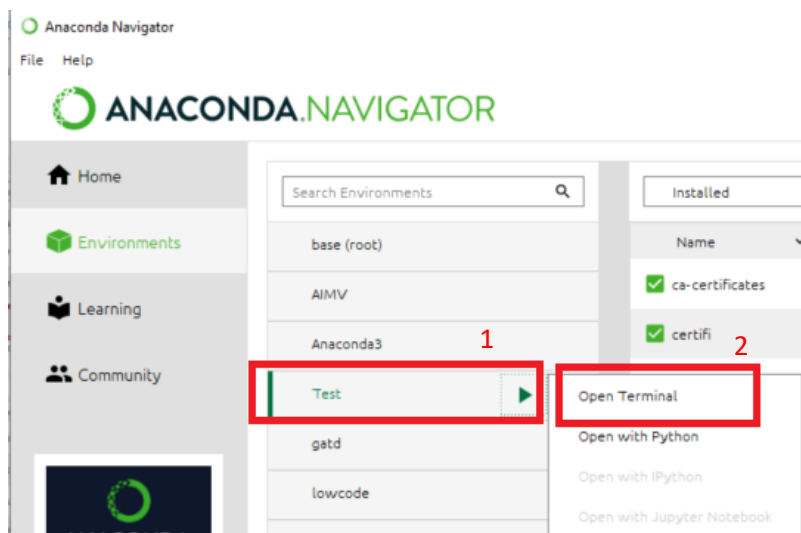 Anaconda Navigator
File Help
ANACONDA.NAVIGATOR
Home
Environments
Learning
Community
Search Environments
base (root)
AIMV
Anaconda3
1
Test
gatd
lowcode
Installed
Name
ca-certificates
certifi
2
Open Terminal
Open with Python
Open with IPython
Open with Jupyter Notebook